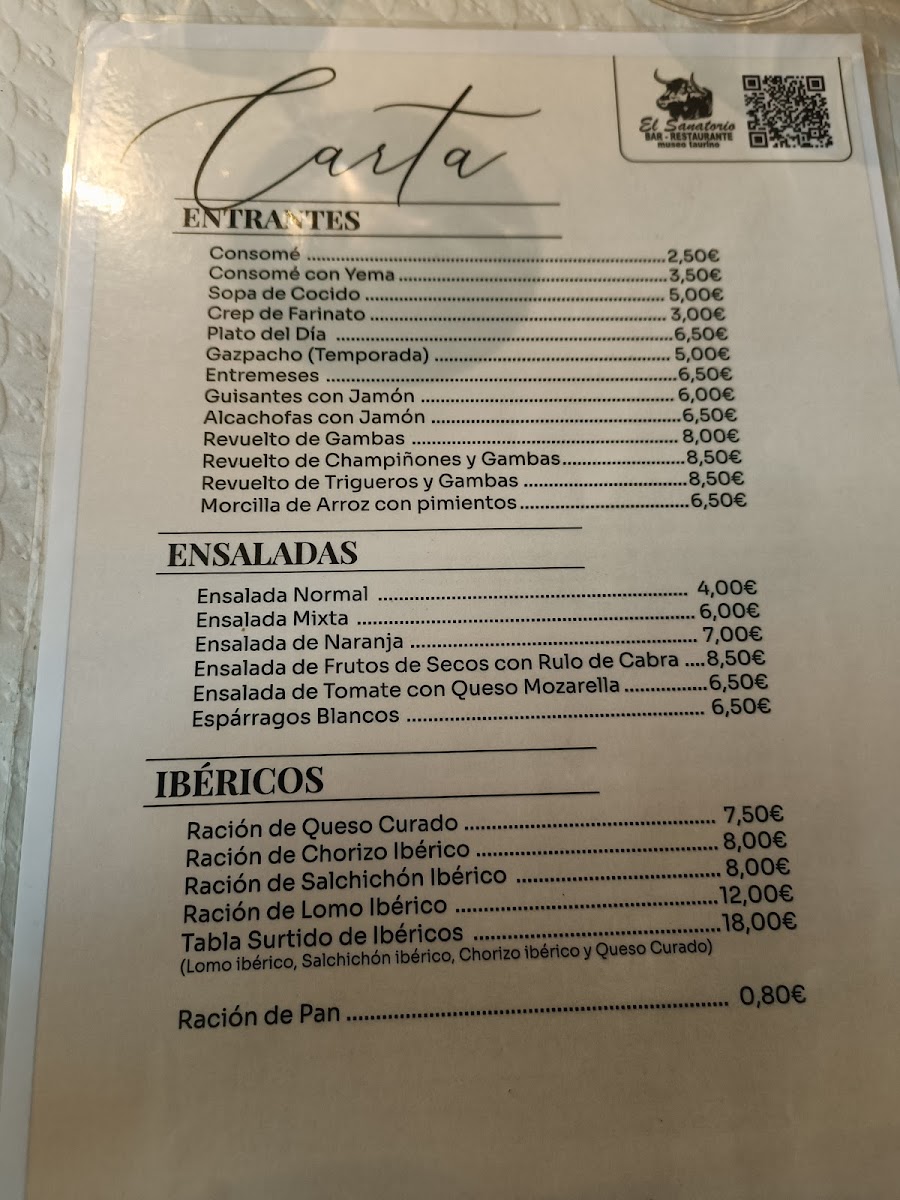 Carta
El Sanatorio
BAR - RESTAURANTE
museo taurino
ENTRANTES
Consomé ........ 2,50€
Consomé con Yema ........ 3,50€
Sopa de Cocido ........ 5,00€
Crep de Farinato ........ 3,00€
Plato del Día ........ 6,50€
Gazpacho (Temporada) ........ 5,00€
Entremeses ........ 6,50€
Guisantes con Jamón ........ 6,00€
Alcachofas con Jamón ........ 6,50€
Revuelto de Gambas ........ 8,00€
Revuelto de Champiñones y Gambas ........ 8,50€
Revuelto de Trigueros y Gambas ........ 8,50€
Morcilla de Arroz con pimientos ........ 6,50€
ENSALADAS
Ensalada Normal ........ 4,00€
Ensalada Mixta ........ 6,00€
Ensalada de Naranja ........ 7,00€
Ensalada de Frutos de Secos con Rulo de Cabra .... 8,50€
Ensalada de Tomate con Queso Mozarella ........ 6,50€
Espárragos Blancos ........ 6,50€
IBÉRICOS
Ración de Queso Curado ........ 7,50€
Ración de Chorizo Ibérico ........ 8,00€
Ración de Salchichón Ibérico ........ 8,00€
Ración de Lomo Ibérico ........ 12,00€
Tabla Surtido de Ibéricos ........ 18,00€
(Lomo ibérico, Salchichón ibérico, Chorizo ibérico y Queso Curado)
Ración de Pan ........ 0,80€